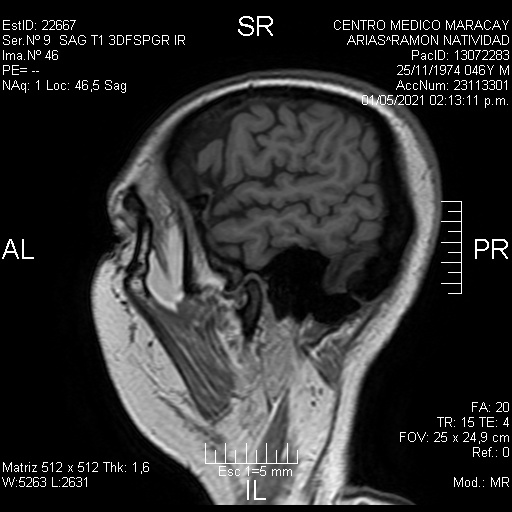 SR
EstID: 22667
Ser.Nº 9 SAG T1 3DFSPGR IR
Ima.Nº 46
PE= --
NAq: 1 Loc: 46,5 Sag
CENTRO MEDICO MARACAY
ARIAS^RAMON NATIVIDAD
PacID: 13072283
25/11/1974 046Y M
AccNum: 23113301
01/05/2021 02:13:11 p.m.
AL
PR
FA: 20
TR: 15 TE: 4
FOV: 25 x 24,9 cm
Ref.: 0
Mod.: MR
Matriz 512 x 512 Thk: 1,6
W:5263 L:2631
Esc 1=5 mm
IL